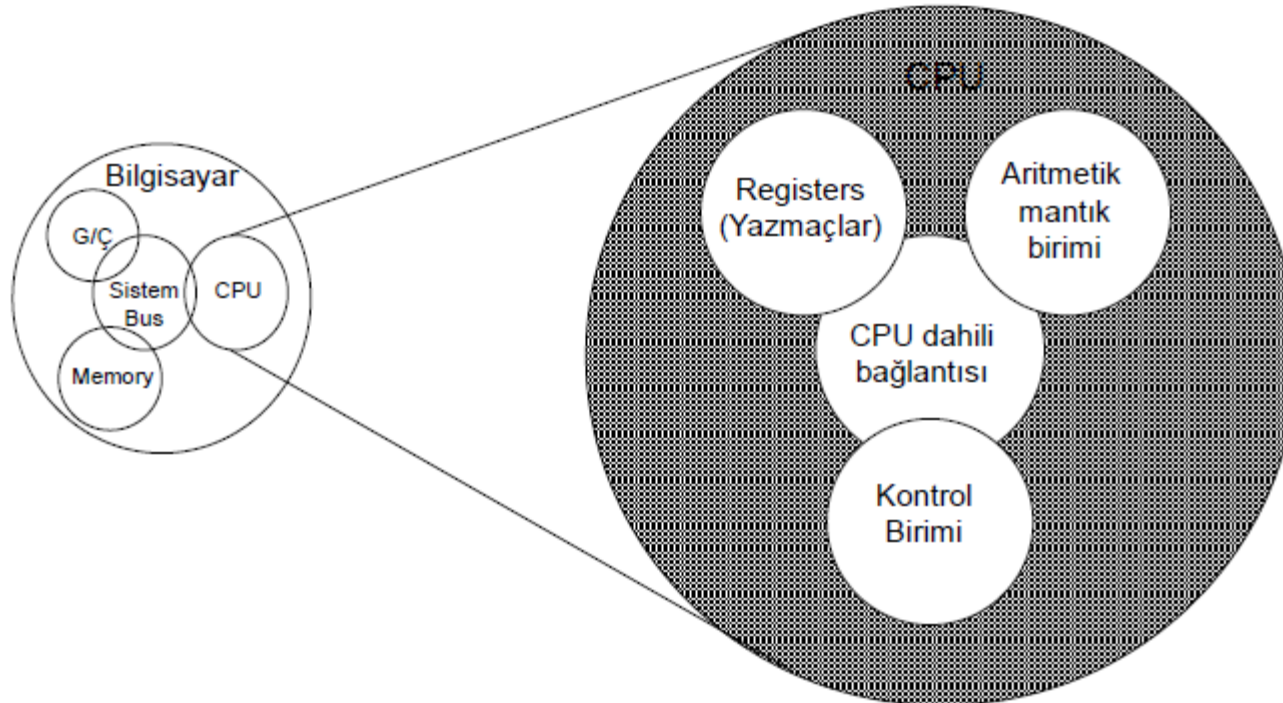 Bilgisayar
G/Ç
Sistem
Bus
CPU
Memory
CPU
Registers
(Yazmaçlar)
Aritmetik
mantık
birimi
CPU dahili
bağlantısı
Kontrol
Birimi